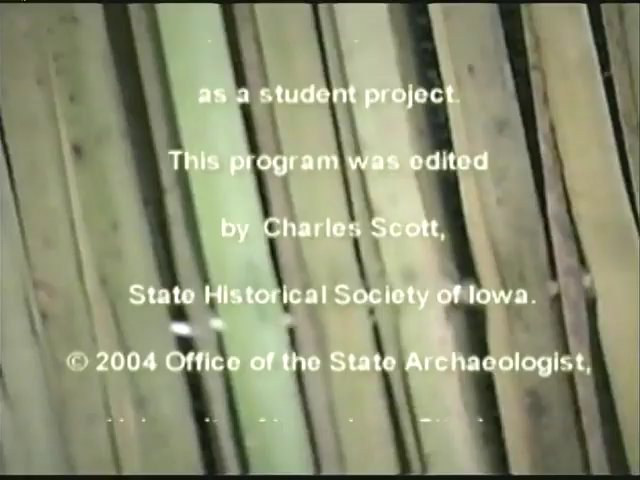 as a student project.
This program was edited
by Charles Scott,
State Historical Society of Iowa.
© 2004 Office of the State Archaeologist,